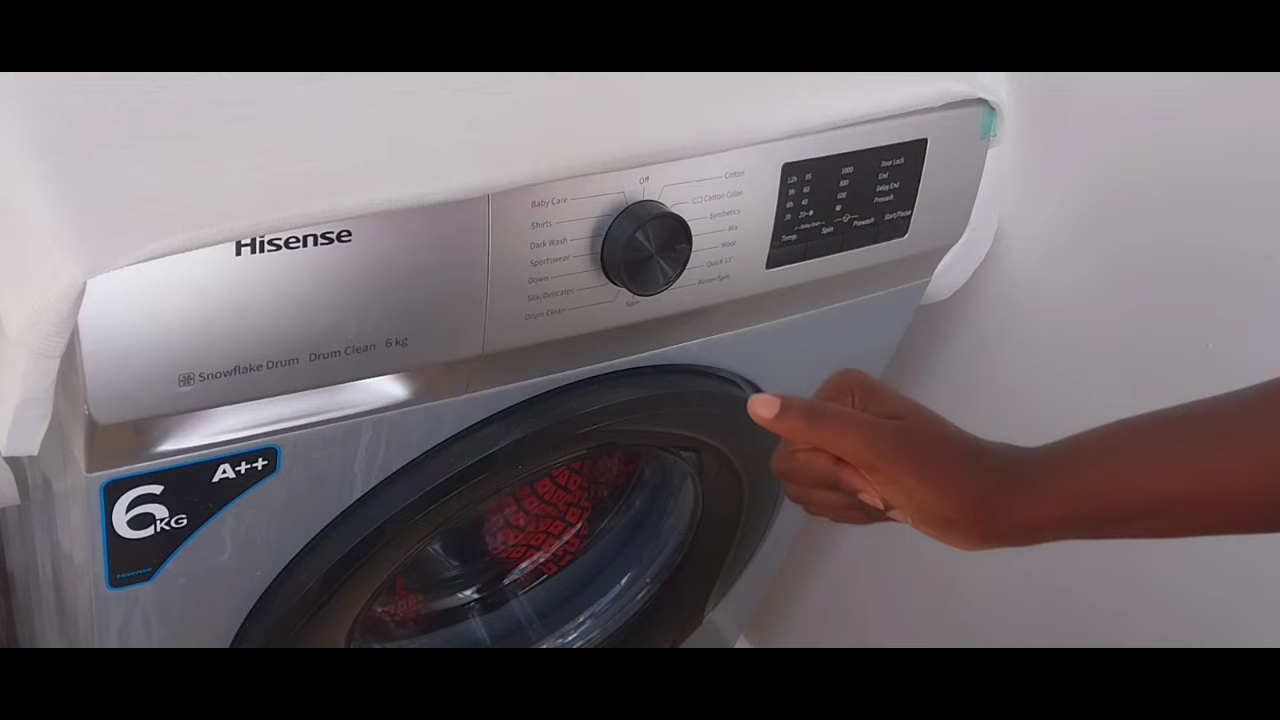 Hisense
Snowflake Drum Drum Clean 6 kg
6KG
A++
Hisense
Off
Baby Care
Shirts
Dark Wash
Sportswear
Down
Silk/Delicates
Drum Clean
Spin
Cotton
Cotton Color
Synthetics
Mix
Wool
Quick 15'
Rinse+Spin
12h 95 1000 Door Lock
9h 60 800 End
6h 40 600 Delay End
3h 20 Prewash
Temp. Spin Prewash Start/Pause